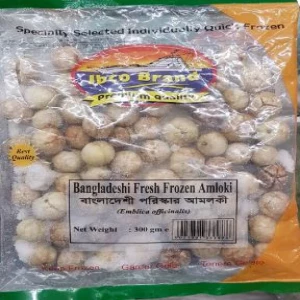 Specially Selected Individually Quick Frozen
Ibco Brand
Premium Quality
Best
Quality
Bangladeshi Fresh Frozen Amloki
বাংলাদেশী পরিস্কার আমলকী
(Emblica officinalis)
Net Weight : 300 gm e